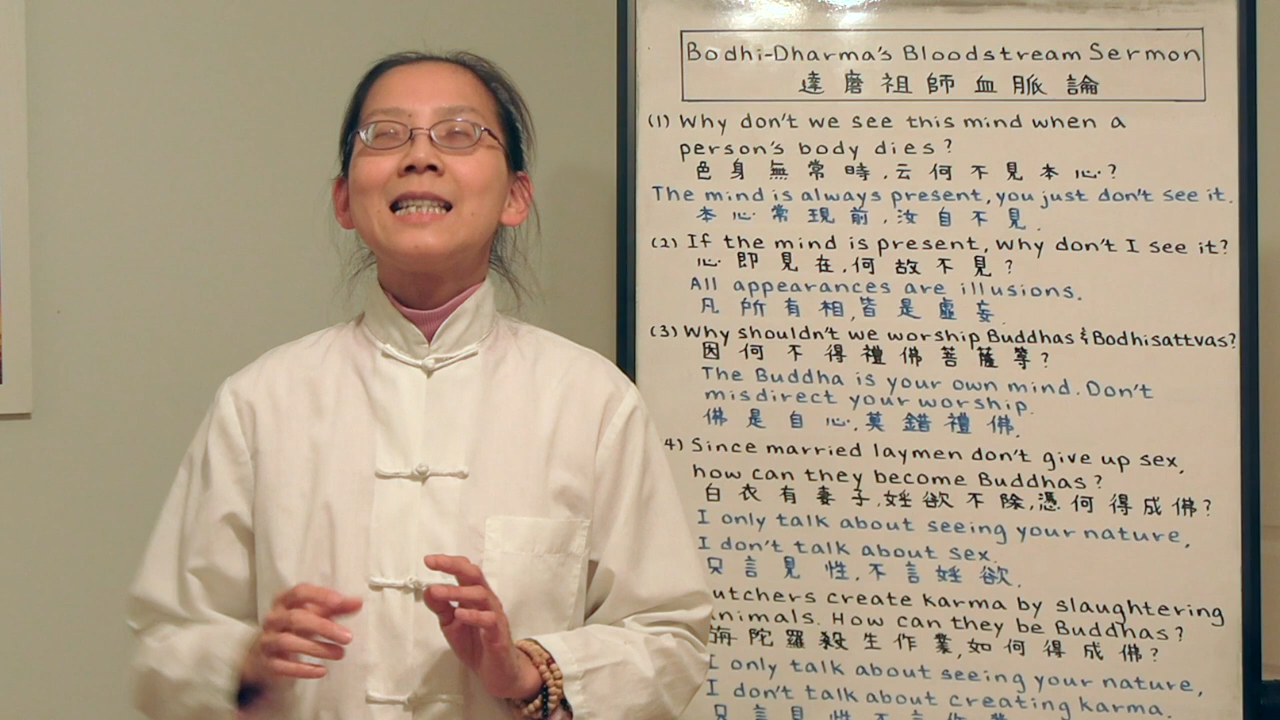 Bodhi-Dharma's Bloodstream Sermon
達磨祖師血脈論
(1) Why don't we see this mind when a
person's body dies?
色身無常時,云何不見本心?
The mind is always present, you just don't see it.
本心常現前,汝自不見.
(2) If the mind is present, why don't I see it?
心即見在,何故不見?
All appearances are illusions.
凡所有相,皆是虛妄.
(3) Why shouldn't we worship Buddhas & Bodhisattvas?
因何不得禮佛菩薩等?
The Buddha is your own mind. Don't
misdirect your worship.
佛是自心,莫錯禮佛.
4) Since married laymen don't give up sex,
how can they become Buddhas?
白衣有妻子,婬欲不除,憑何得成佛?
I only talk about seeing your nature,
I don't talk about sex.
只言見性,不言婬欲.
utchers create karma by slaughtering
nimals. How can they be Buddhas?
旃陀羅殺生作業,如何得成佛?
I only talk about seeing your nature,
I don't talk about creating karma.
只言見性不言作業